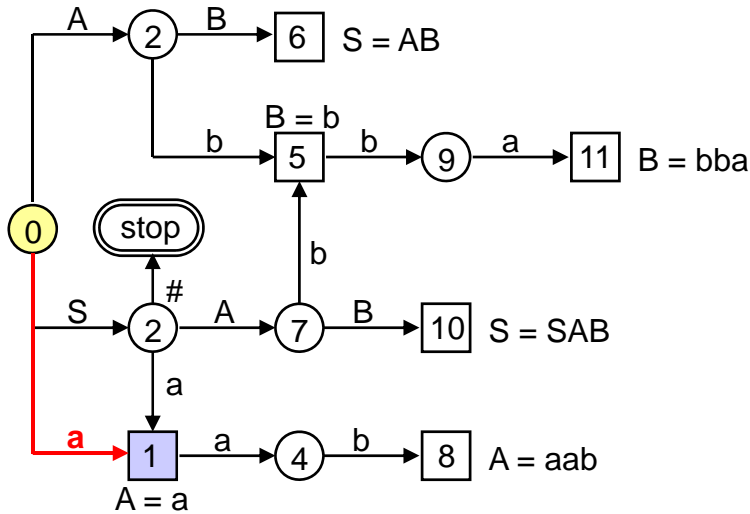 A 2 B 6 S = AB
B = b
b 5 b 9 a 11 B = bba
0 stop
b
#
S 2 A 7 B 10 S = SAB
a
a 1 a 4 b 8 A = aab
A = a